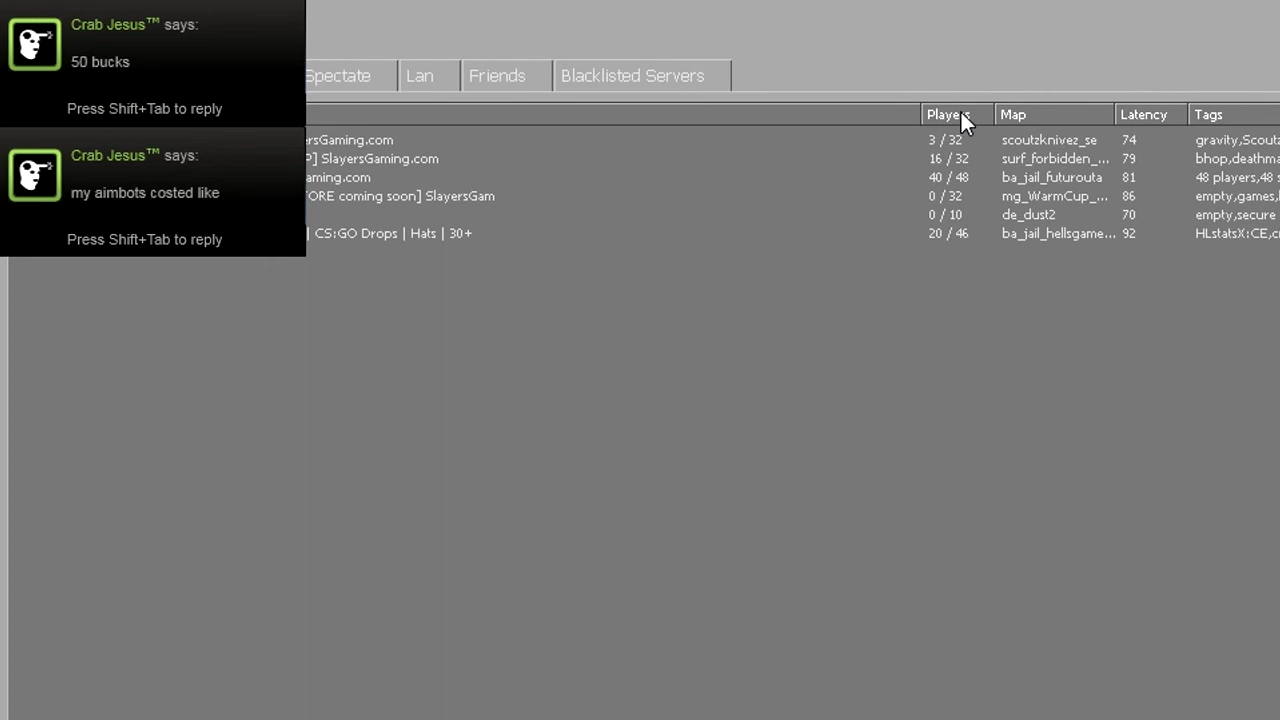 Crab Jesus™ says:
50 bucks
Press Shift+Tab to reply
Crab Jesus™ says:
my aimbots costed like
Press Shift+Tab to reply
Spectate Lan Friends Blacklisted Servers
Players Map Latency Tags
ersGaming.com 3 / 32 scoutzknivez_se 74 gravity,Scoutz
P] SlayersGaming.com 16 / 32 surf_forbidden_... 79 bhop,deathma
aming.com 40 / 48 ba_jail_futurouta 81 48 players,48 s
ORE coming soon] SlayersGam 0 / 32 mg_WarmCup_... 86 empty,games,l
0 / 10 de_dust2 70 empty,secure
| CS:GO Drops | Hats | 30+ 20 / 46 ba_jail_hellsgame... 92 HLstatsX:CE,c